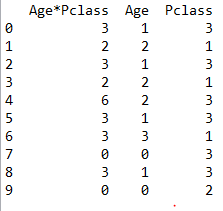 Age*Pclass Age Pclass
0 3 1 3
1 2 2 1
2 3 1 3
3 2 2 1
4 6 2 3
5 3 1 3
6 3 3 1
7 0 0 3
8 3 1 3
9 0 0 2